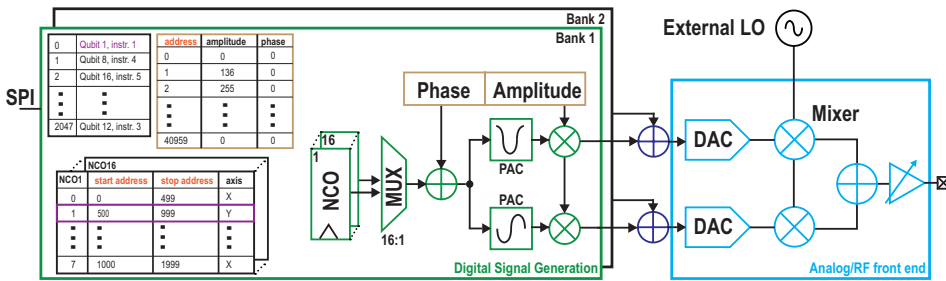 Bank 2
Bank 1
External LO
SPI
0 Qubit 1, instr. 1
1 Qubit 8, instr. 4
2 Qubit 16, instr. 5
2047 Qubit 12, instr. 3
address amplitude phase
0 0 0
1 136 0
2 255 0
40959 0 0
NCO16
NCO1 start address stop address axis
0 0 499 X
1 500 999 Y
7 1000 1999 X
16
1
NCO
MUX
16:1
Phase
Amplitude
PAC
PAC
Digital Signal Generation
DAC
DAC
Mixer
Analog/RF front end